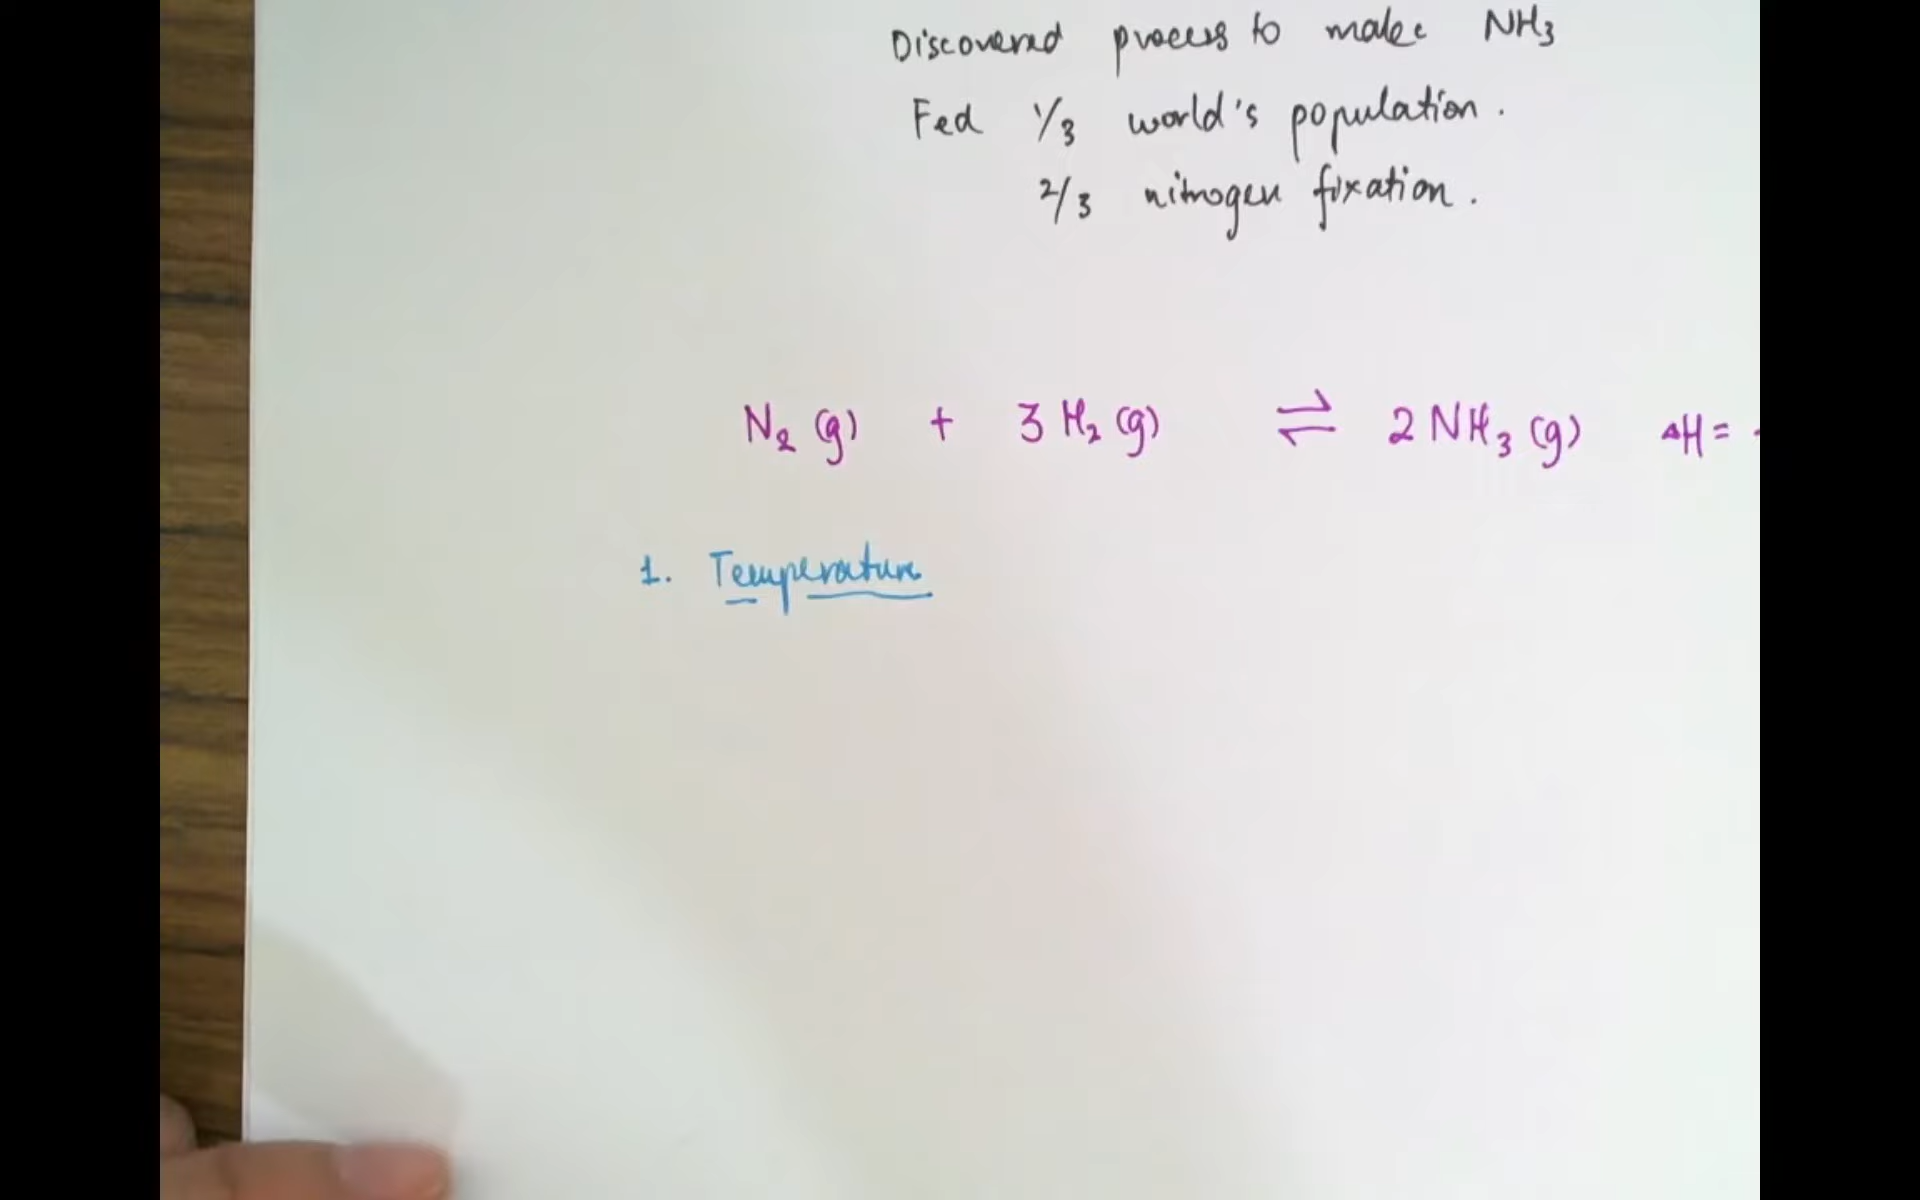 Discovered process to make NH3
Fed 1/3 world's population.
2/3 nitrogen fixation.
N2 (g) + 3 H2 (g) ⇌ 2 NH3 (g) ΔH = -
1. Temperature